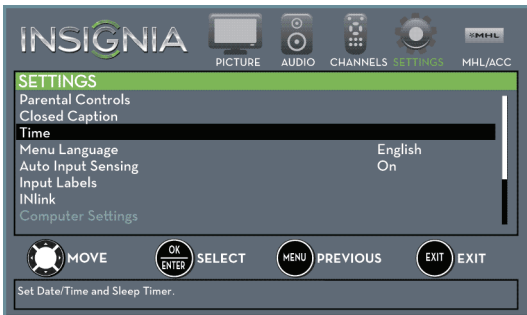 INSIGNIA
PICTURE AUDIO CHANNELS SETTINGS MHL/ACC
MHL
SETTINGS
Parental Controls
Closed Caption
Time
Menu Language English
Auto Input Sensing On
Input Labels
INlink
Computer Settings
MOVE OK ENTER SELECT MENU PREVIOUS EXIT EXIT
Set Date/Time and Sleep Timer.